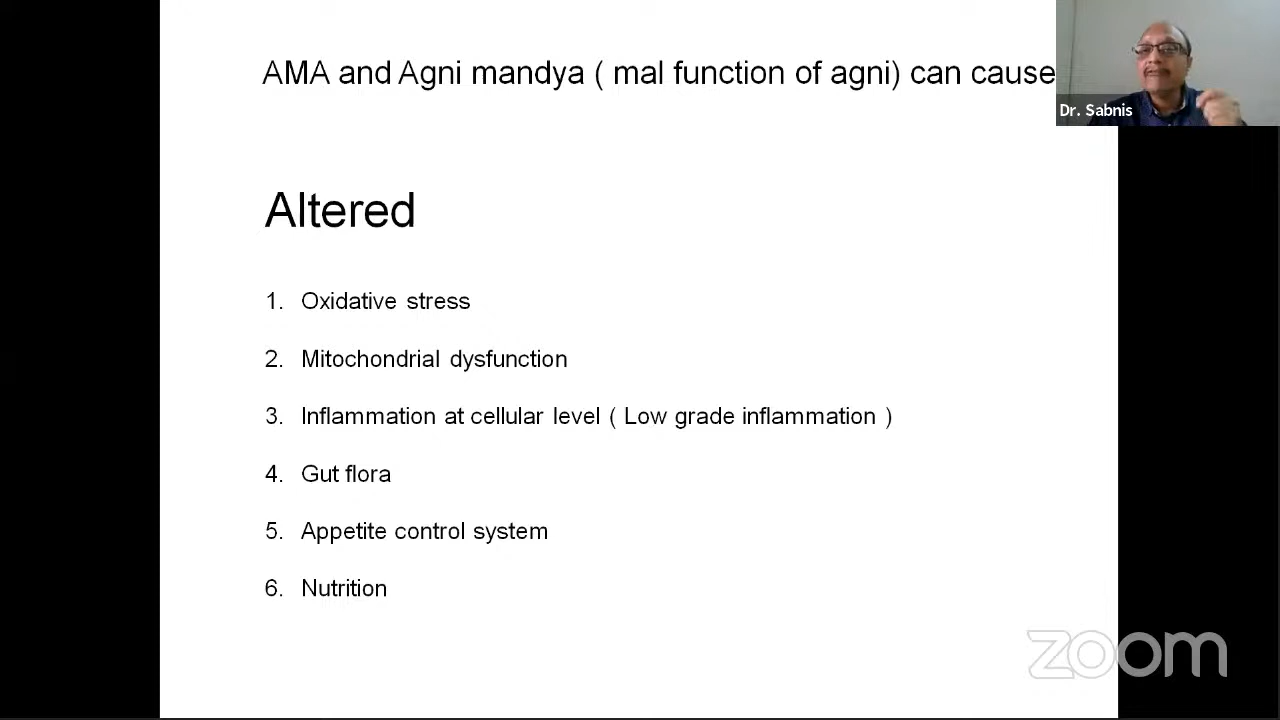 AMA and Agni mandya ( mal function of agni) can cause
Dr. Sabnis
Altered
1. Oxidative stress
2. Mitochondrial dysfunction
3. Inflammation at cellular level ( Low grade inflammation )
4. Gut flora
5. Appetite control system
6. Nutrition
zoom